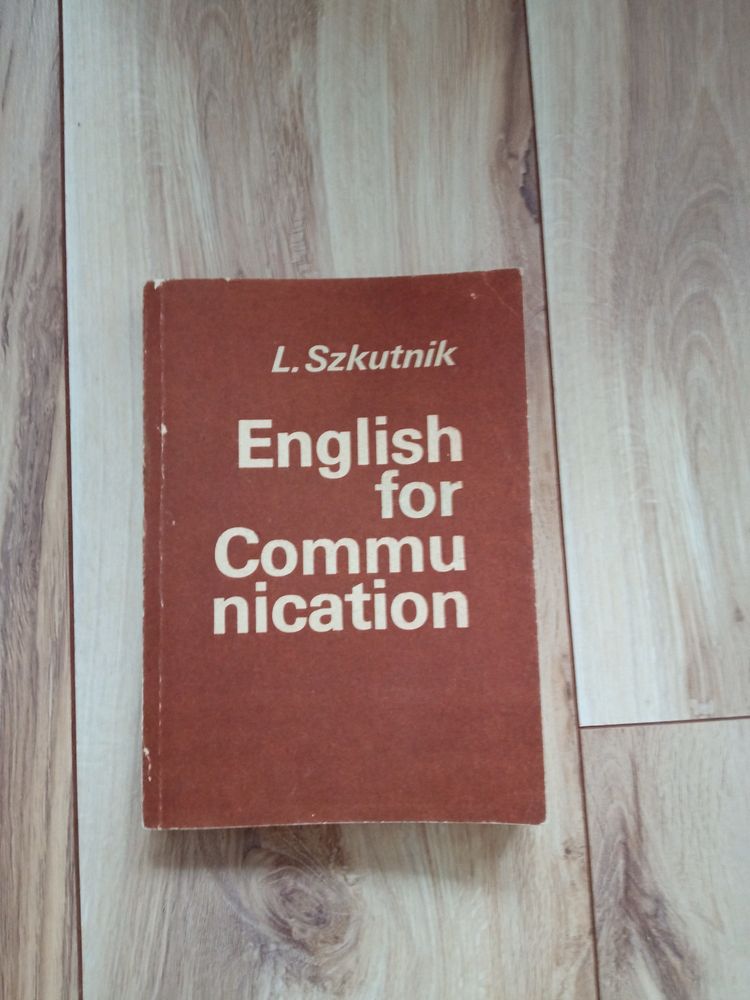 L. Szkutnik
English
for
Commu
nication